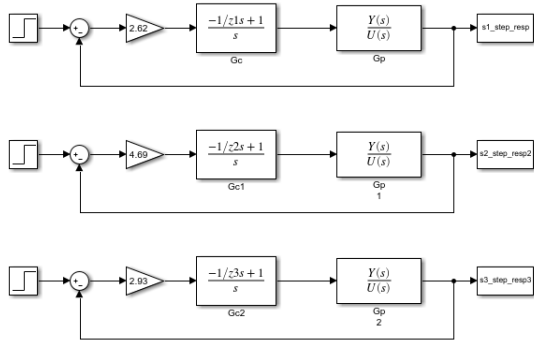 +
-
2.62
-1/z1s + 1
s
Gc
Y(s)
U(s)
Gp
s1_step_resp
+
-
4.69
-1/z2s + 1
s
Gc1
Y(s)
U(s)
Gp
1
s2_step_resp2
+
-
2.93
-1/z3s + 1
s
Gc2
Y(s)
U(s)
Gp
2
s3_step_resp3